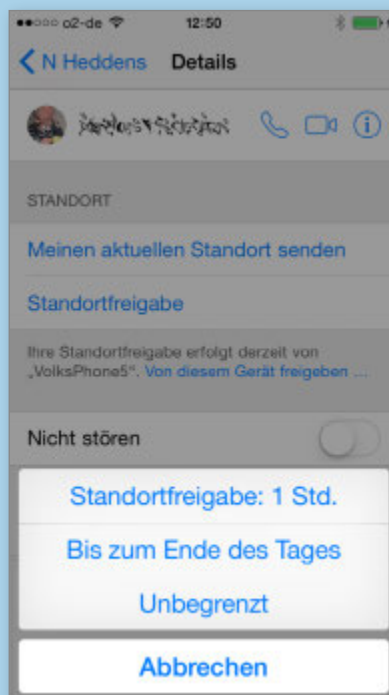 o2-de 12:50
N Heddens Details
STANDORT
Meinen aktuellen Standort senden
Standortfreigabe
Ihre Standortfreigabe erfolgt derzeit von
„VolksPhone5“. Von diesem Gerät freigeben ...
Nicht stören
Standortfreigabe: 1 Std.
Bis zum Ende des Tages
Unbegrenzt
Abbrechen